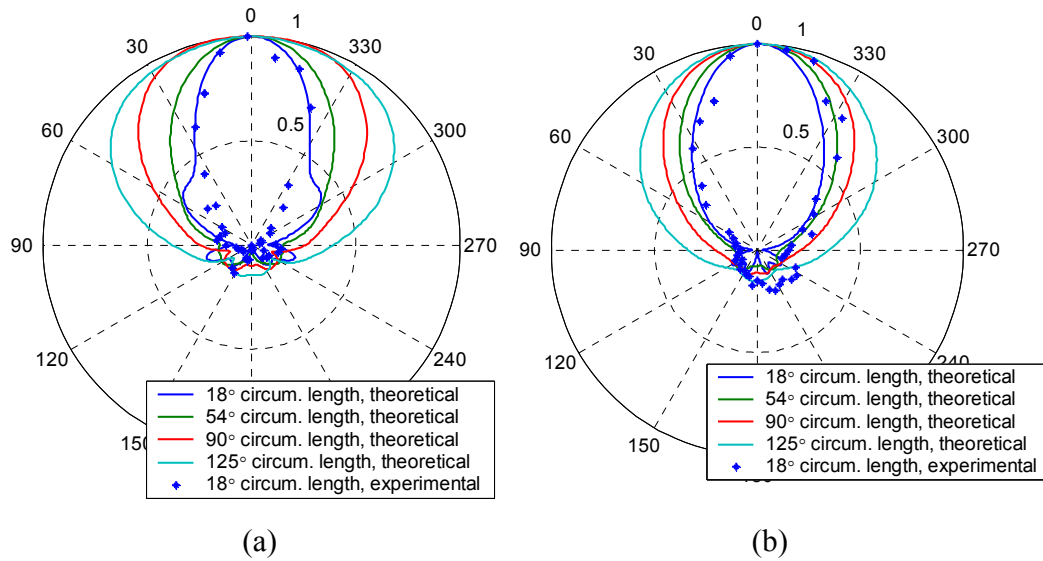 0
1
30
330
0.5
60
300
90
270
120
240
150
18° circum. length, theoretical
54° circum. length, theoretical
90° circum. length, theoretical
125° circum. length, theoretical
18° circum. length, experimental
(a)
0
1
30
330
0.5
60
300
90
270
120
240
150
18° circum. length, theoretical
54° circum. length, theoretical
90° circum. length, theoretical
125° circum. length, theoretical
18° circum. length, experimental
(b)